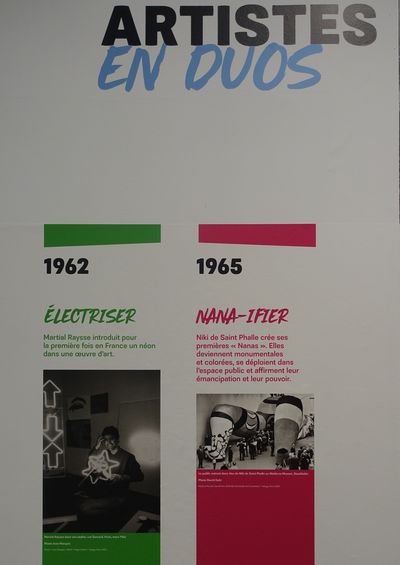 ARTISTES
EN DUOS
1962
ÉLECTRISER
Martial Raysse introduit pour
la première fois en France un néon
dans une œuvre d'art.
1965
NANA-IFIER
Niki de Saint Phalle crée ses
premières « Nanas ». Elles
deviennent monumentales
et colorées, se déploient dans
l'espace public et affirment leur
émancipation et leur pouvoir.